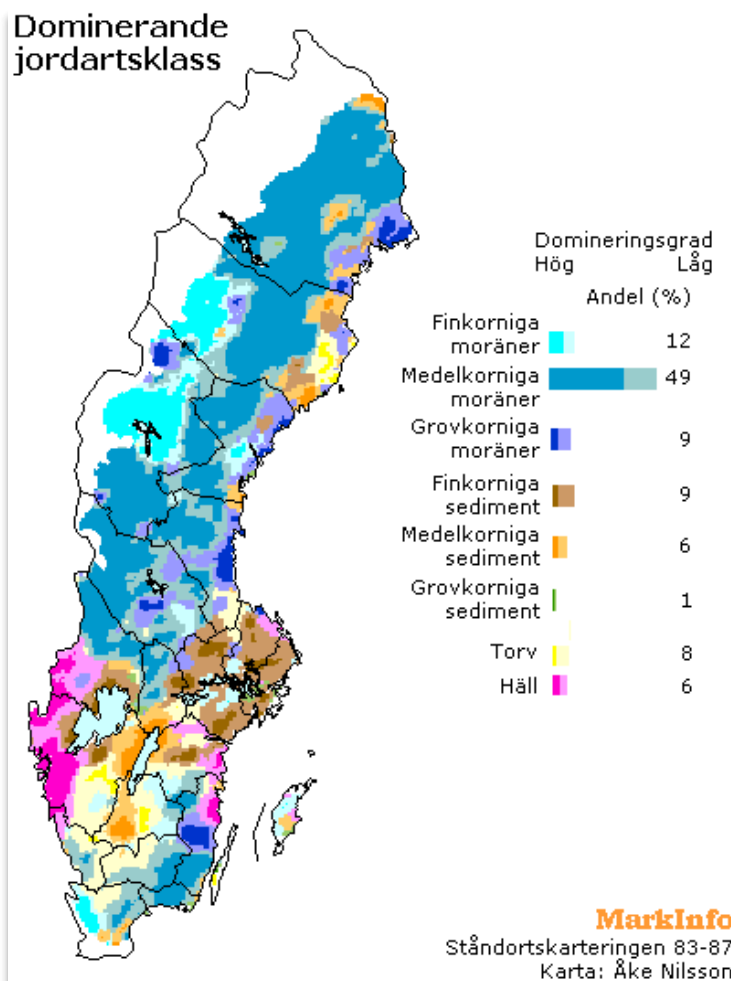 Dominerande
jordartsklass
Domineringsgrad
Hög Låg
Andel (%)
Finkorniga
moräner 12
Medelkorniga
moräner 49
Grovkorniga
moräner 9
Finkorniga
sediment 9
Medelkorniga
sediment 6
Grovkorniga
sediment 1
Torv 8
Häll 6
MarkInfo
Ståndortskarteringen 83-87
Karta: Åke Nilsson